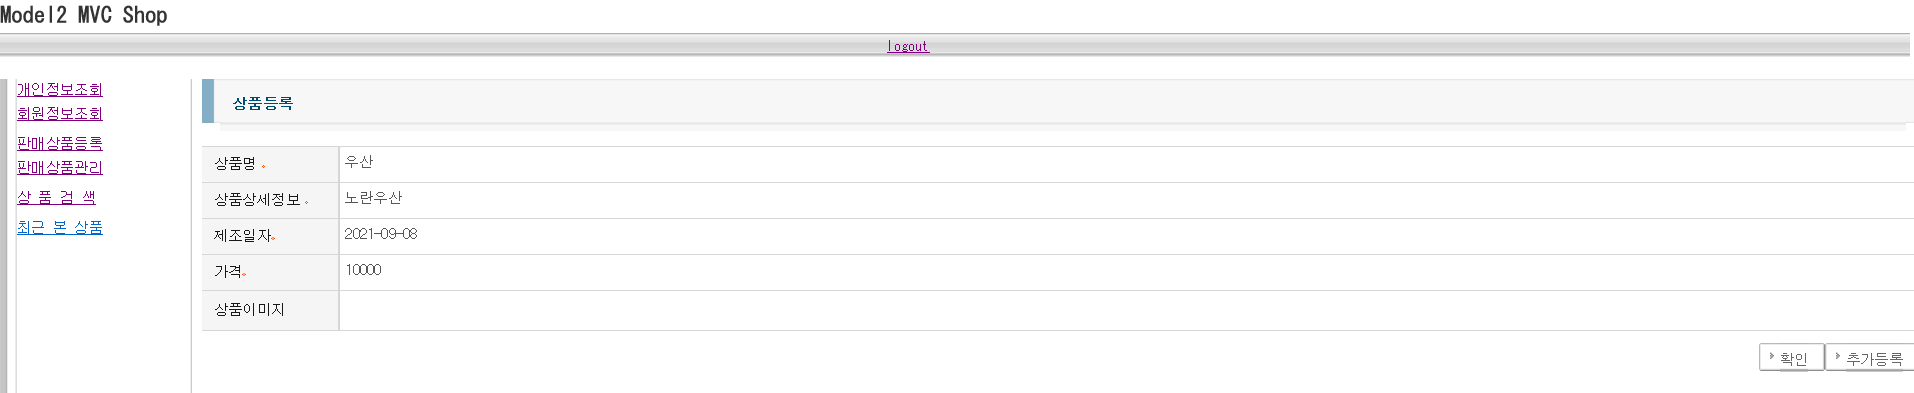 Model2 MVC Shop
logout
개인정보조회
회원정보조회
판매상품등록
판매상품관리
상 품 검 색
최근 본 상품
상품등록
상품명 우산
상품상세정보 노란우산
제조일자 2021-09-08
가격 10000
상품이미지
확인 추가등록